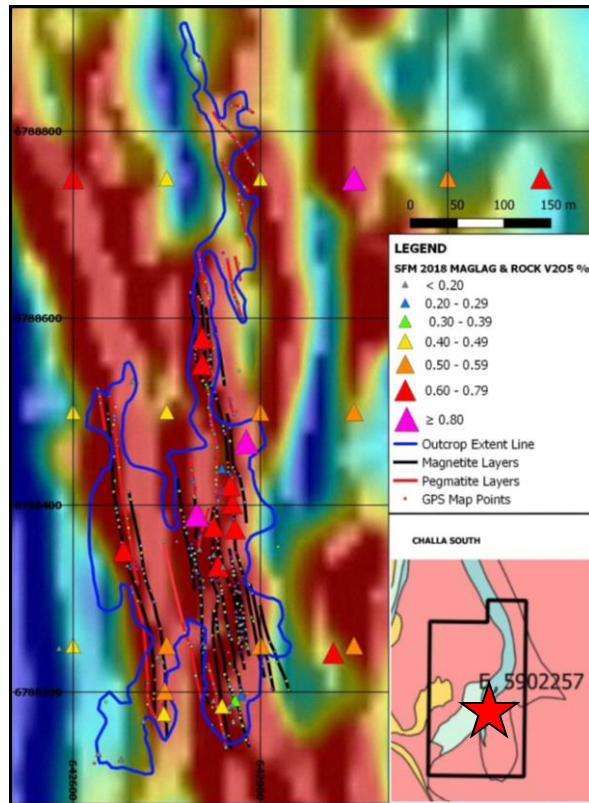 6788800
0 50 100 150 m
LEGEND
SFM 2018 MAGLAG & ROCK V2O5 %
< 0.20
0.20 - 0.29
0.30 - 0.39
0.40 - 0.49
0.50 - 0.59
0.60 - 0.79
≥ 0.80
Outcrop Extent Line
Magnetite Layers
Pegmatite Layers
GPS Map Points
6788600
6788400
6788200
642600
642800
CHALLA SOUTH
E 5902257